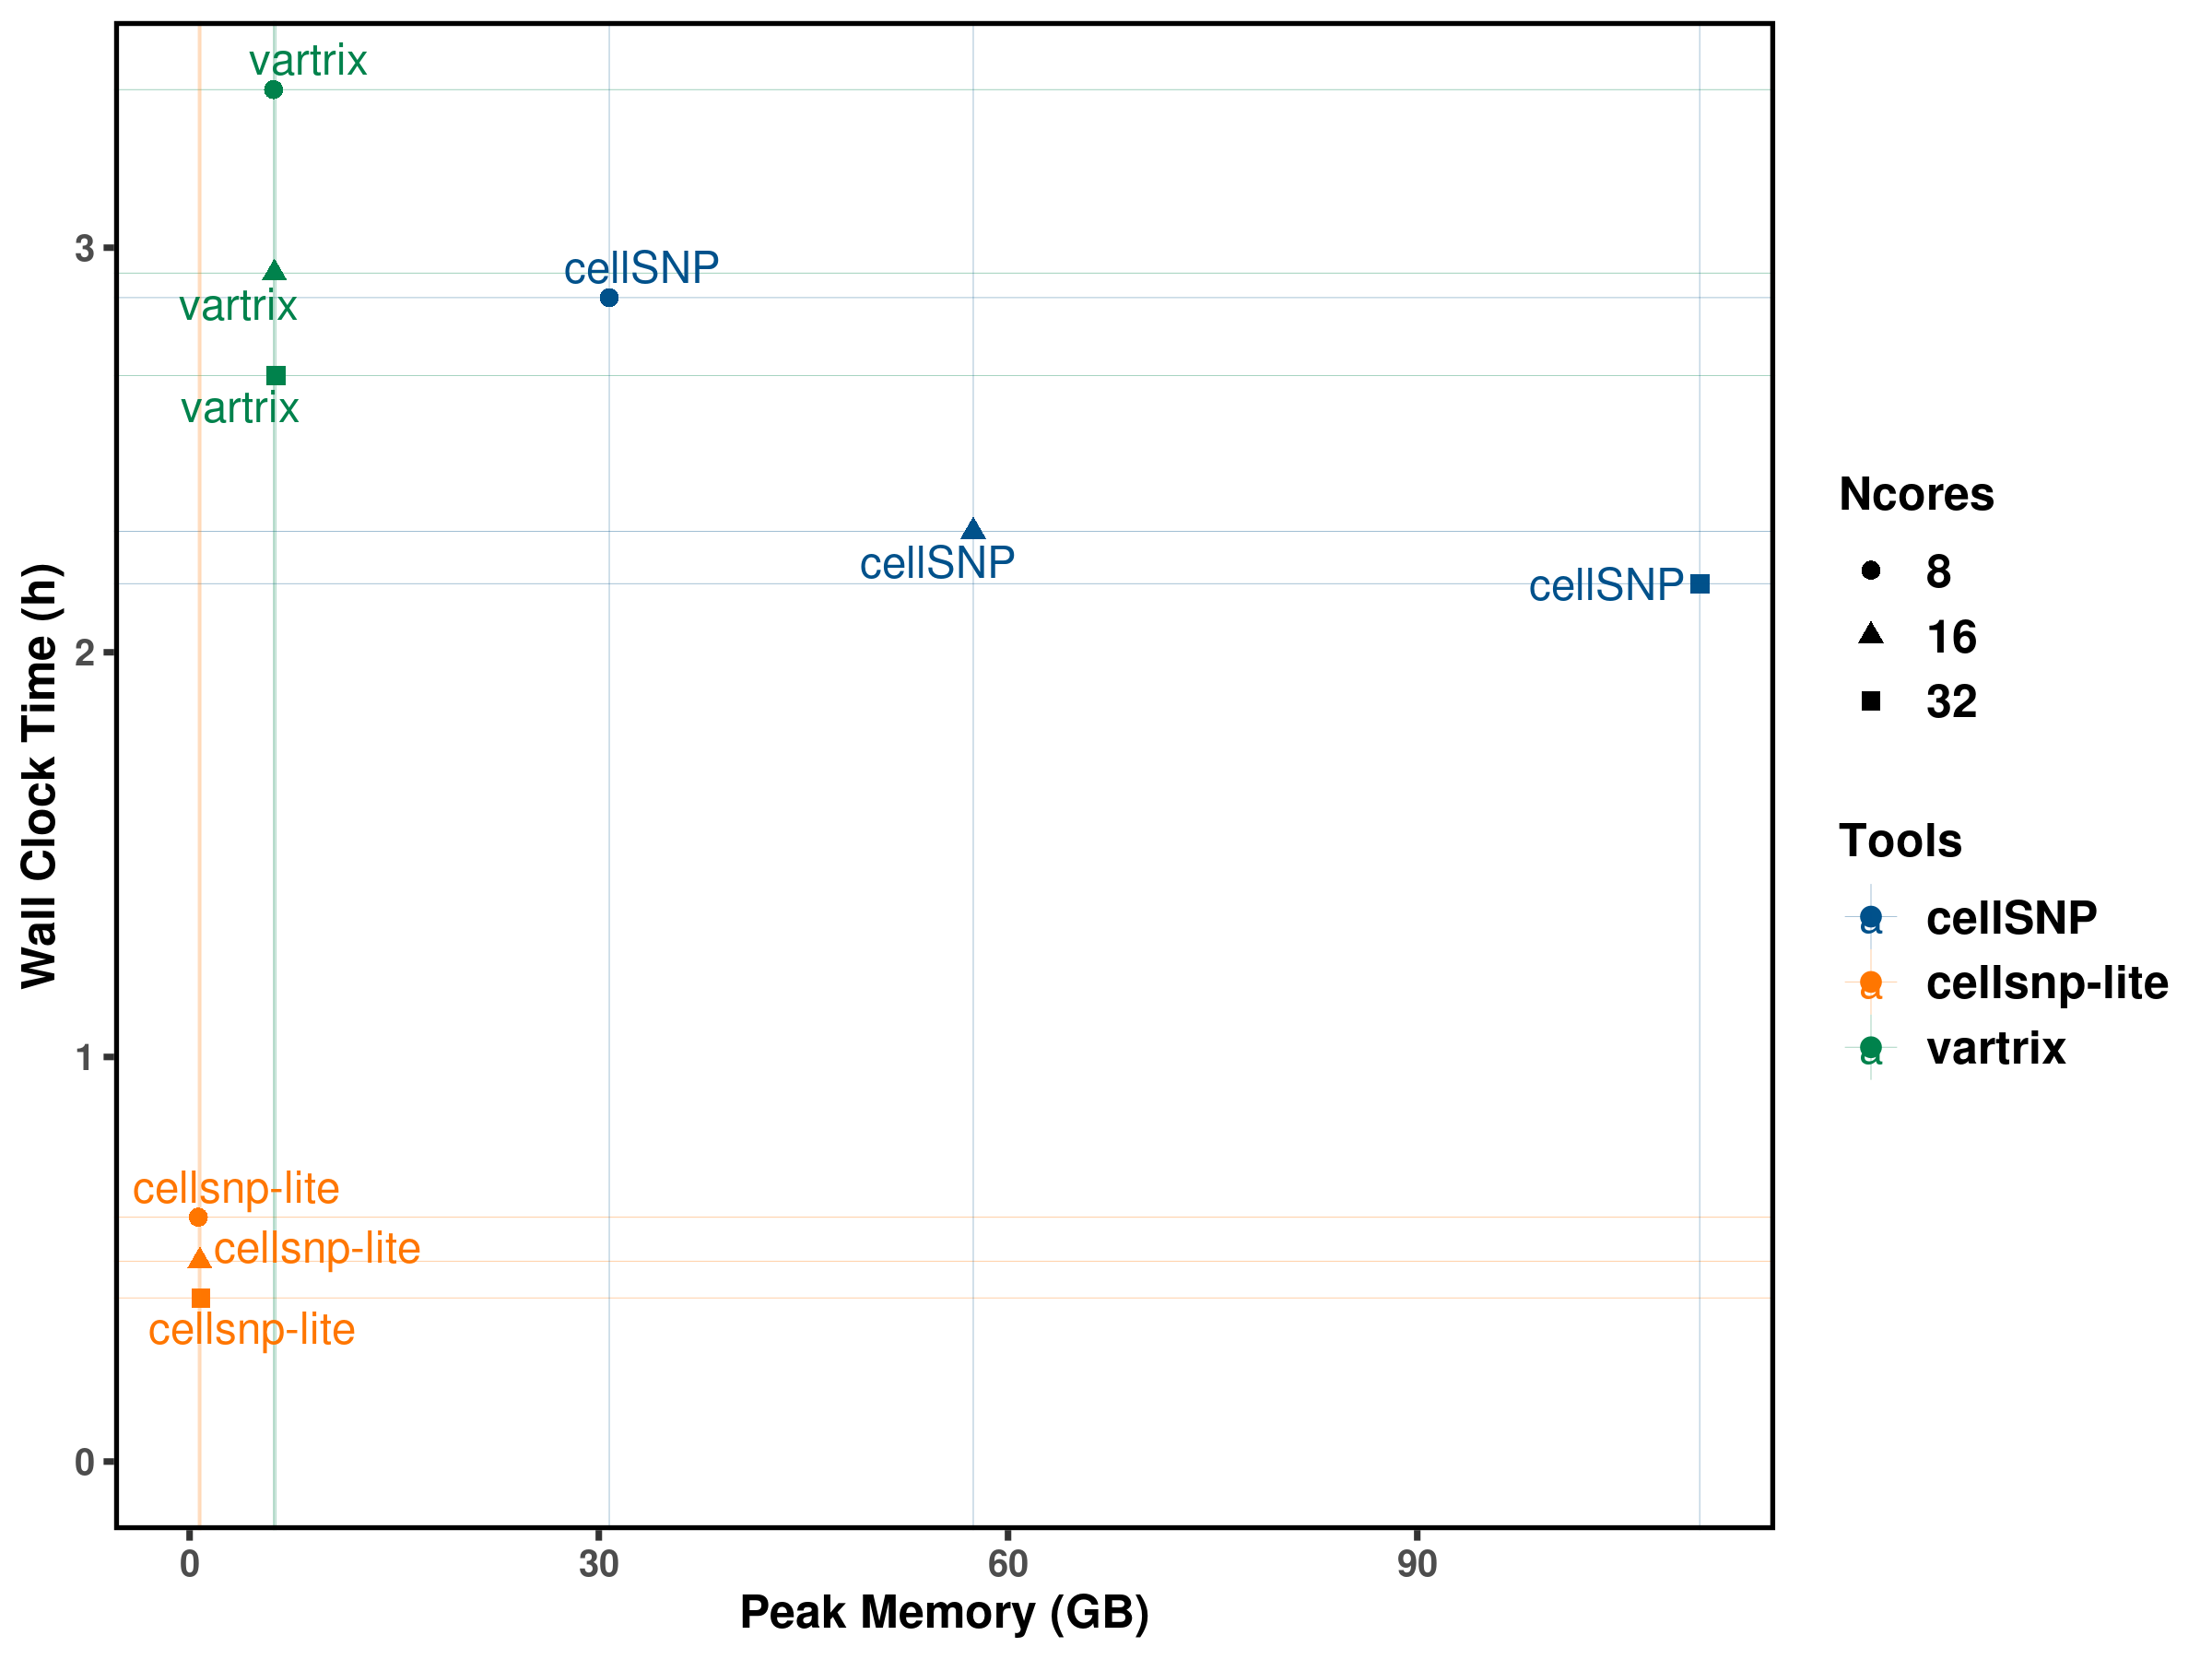 vartrix
3
cellSNP
vartrix
vartrix
cellSNP
cellSNP
2
1
cellsnp-lite
cellsnp-lite
cellsnp-lite
0
0 30 60 90
Peak Memory (GB)
Wall Clock Time (h)
Ncores
8
16
32
Tools
a cellSNP
a cellsnp-lite
a vartrix